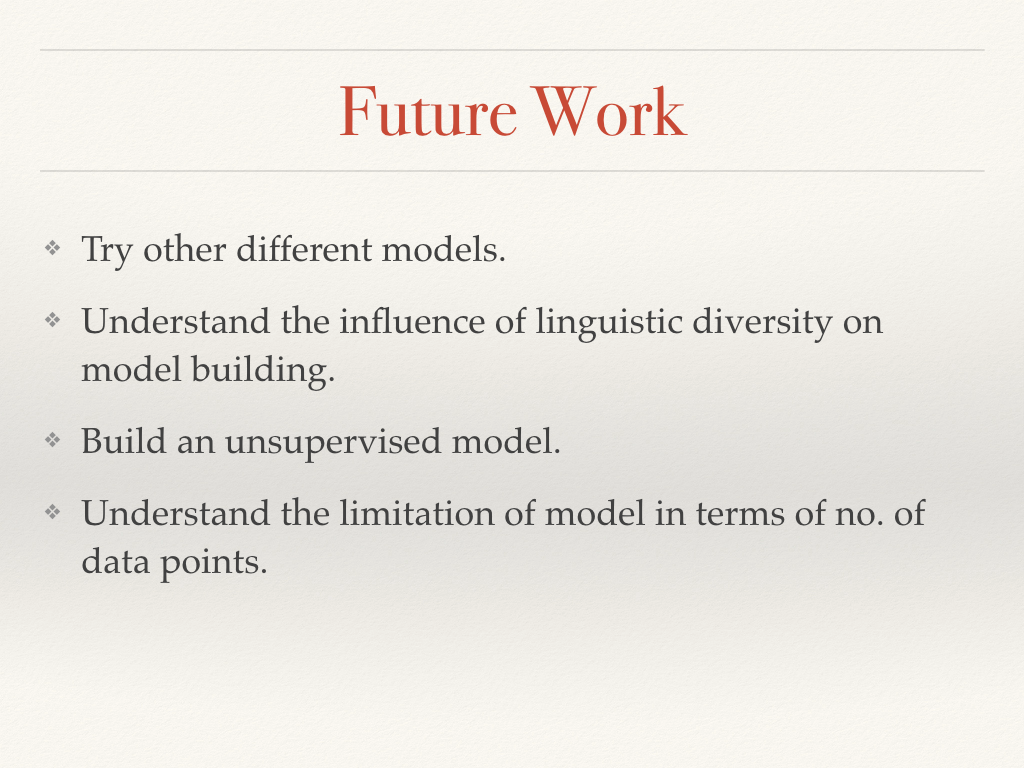 Future Work
❖ Try other different models.
❖ Understand the influence of linguistic diversity on
model building.
❖ Build an unsupervised model.
❖ Understand the limitation of model in terms of no. of
data points.